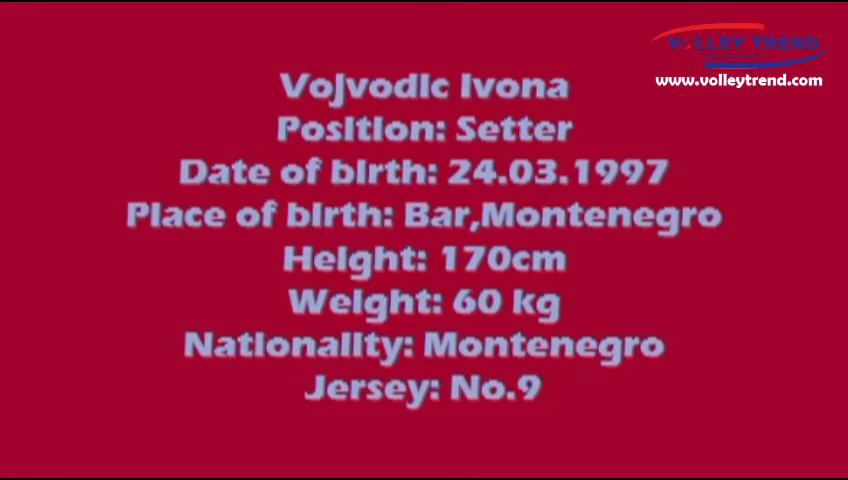 VOLLEY TREND
www.volleytrend.com
Vojvodic Ivona
Position: Setter
Date of birth: 24.03.1997
Place of birth: Bar,Montenegro
Height: 170cm
Weight: 60 kg
Nationality: Montenegro
Jersey: No.9